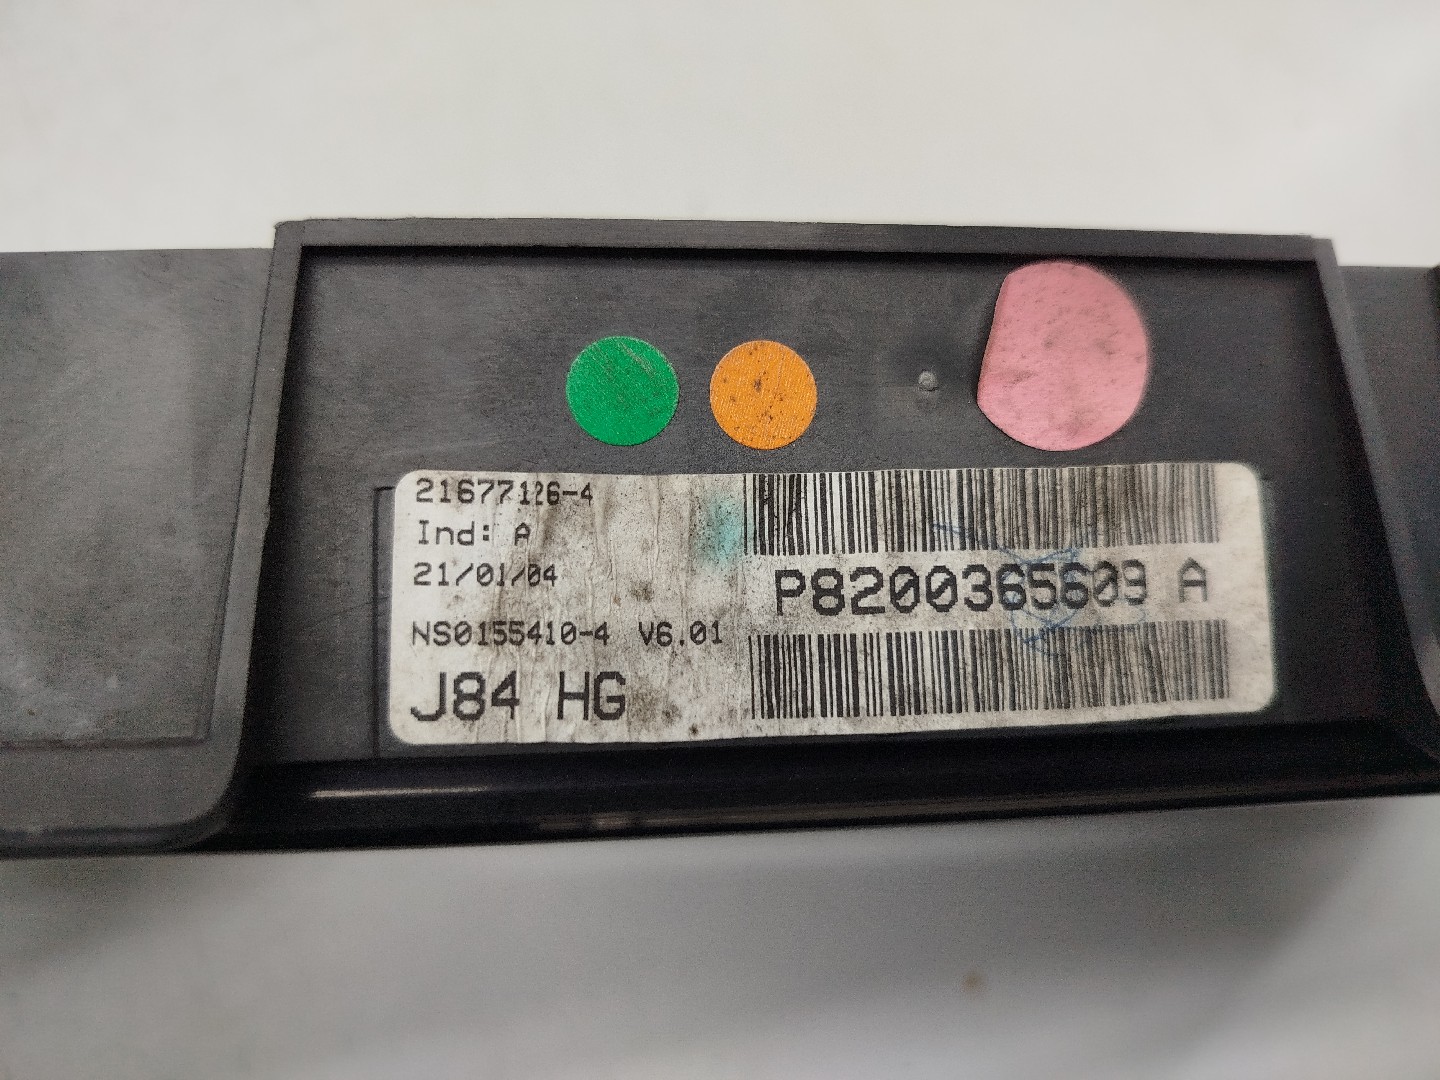 21677126-4
Ind: A
21/01/04
NS0155410-4 V6.01
J84 HG
P8200365609 A